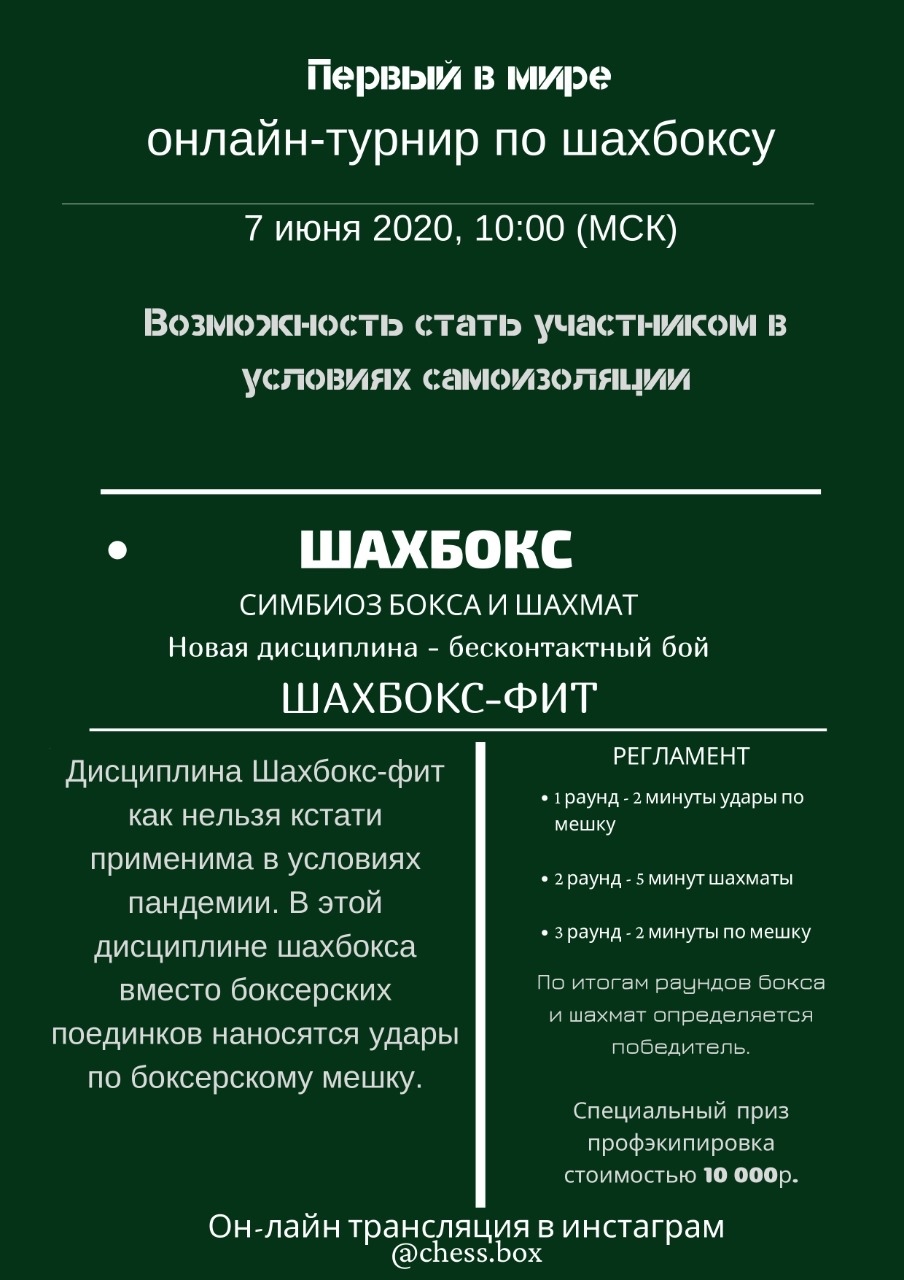 Первый в мире
онлайн-турнир по шахбоксу
7 июня 2020, 10:00 (МСК)
Возможность стать участником в
условиях самоизоляции
• ШАХБОКС
СИМБИОЗ БОКСА И ШАХМАТ
Новая дисциплина - бесконтактный бой
ШАХБОКС-ФИТ
Дисциплина Шахбокс-фит
как нельзя кстати
применима в условиях
пандемии. В этой
дисциплине шахбокса
вместо боксерских
поединков наносятся удары
по боксерскому мешку.
РЕГЛАМЕНТ
• 1 раунд - 2 минуты удары по
мешку
• 2 раунд - 5 минут шахматы
• 3 раунд - 2 минуты по мешку
По итогам раундов бокса
и шахмат определяется
победитель.
Специальный приз
профэкипировка
стоимостью 10 000р.
Он-лайн трансляция в инстаграм
@chess.box